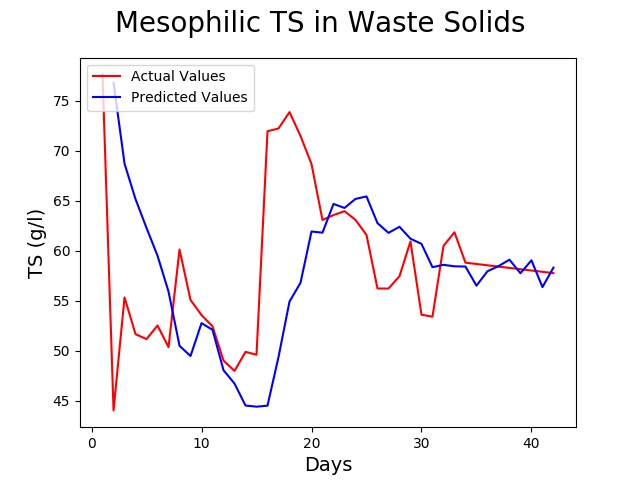 Mesophilic TS in Waste Solids
Actual Values
Predicted Values
TS (g/l)
75
70
65
60
55
50
45
0
10
20
30
40
Days